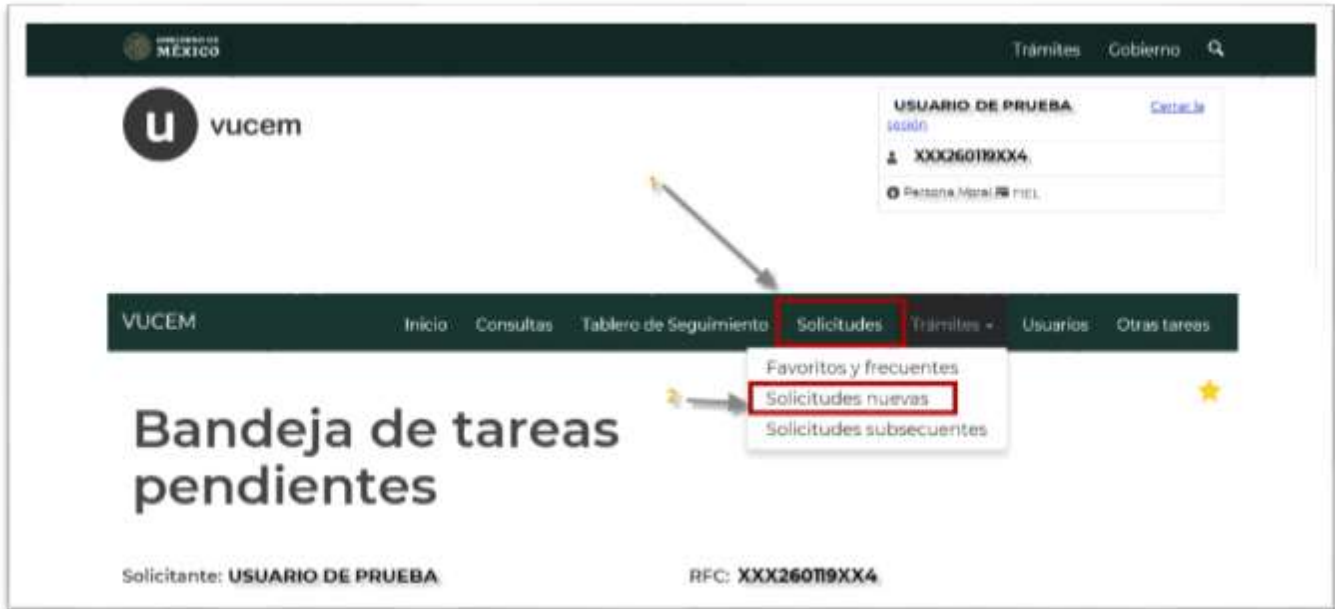 GOBIERNO DE
MÉXICO
Trámites Gobierno
u vucem
USUARIO DE PRUEBA Cerrar la
sesión
XXX260119XX4
Persona Moral FIEL
1
VUCEM Inicio Consultas Tablero de Seguimiento Solicitudes Trámites Usuarios Otras tareas
Favoritos y frecuentes
2 Solicitudes nuevas
Solicitudes subsecuentes
Bandeja de tareas
pendientes
Solicitante: USUARIO DE PRUEBA RFC: XXX260119XX4